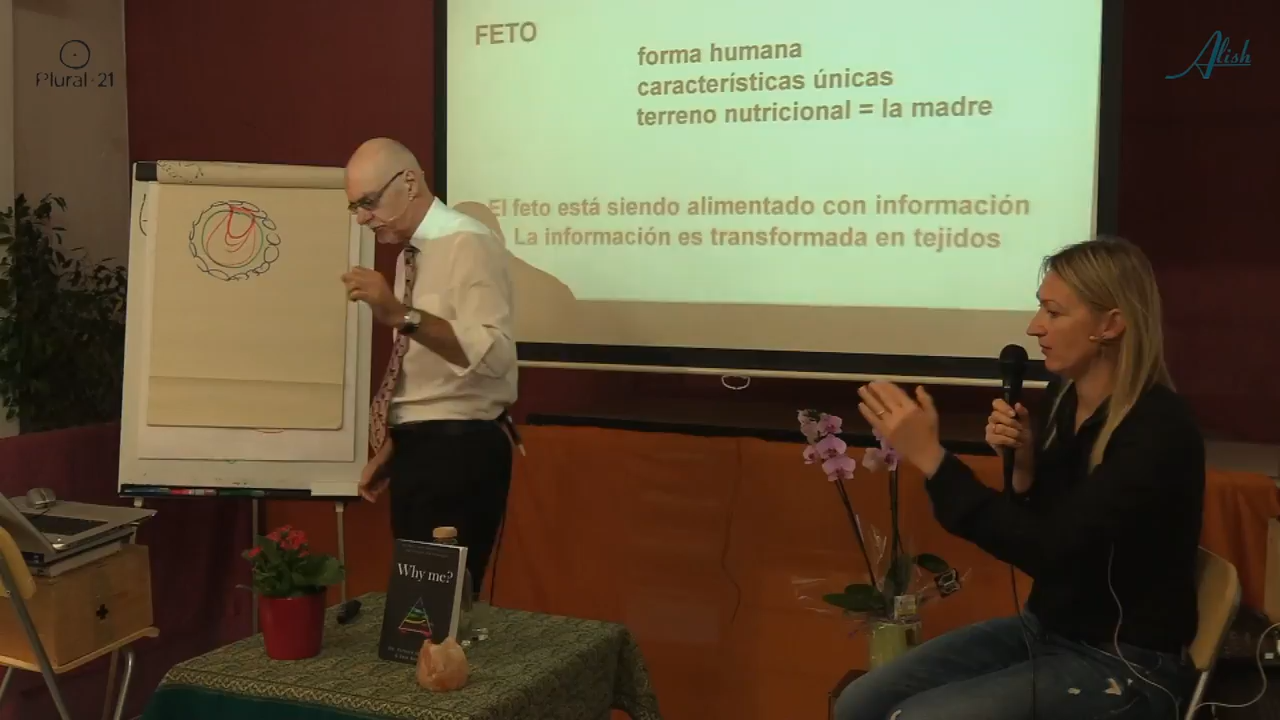 Plural·21
Alish
FETO
forma humana
características únicas
terreno nutricional = la madre
El feto está siendo alimentado con información
La información es transformada en tejidos
Why me?